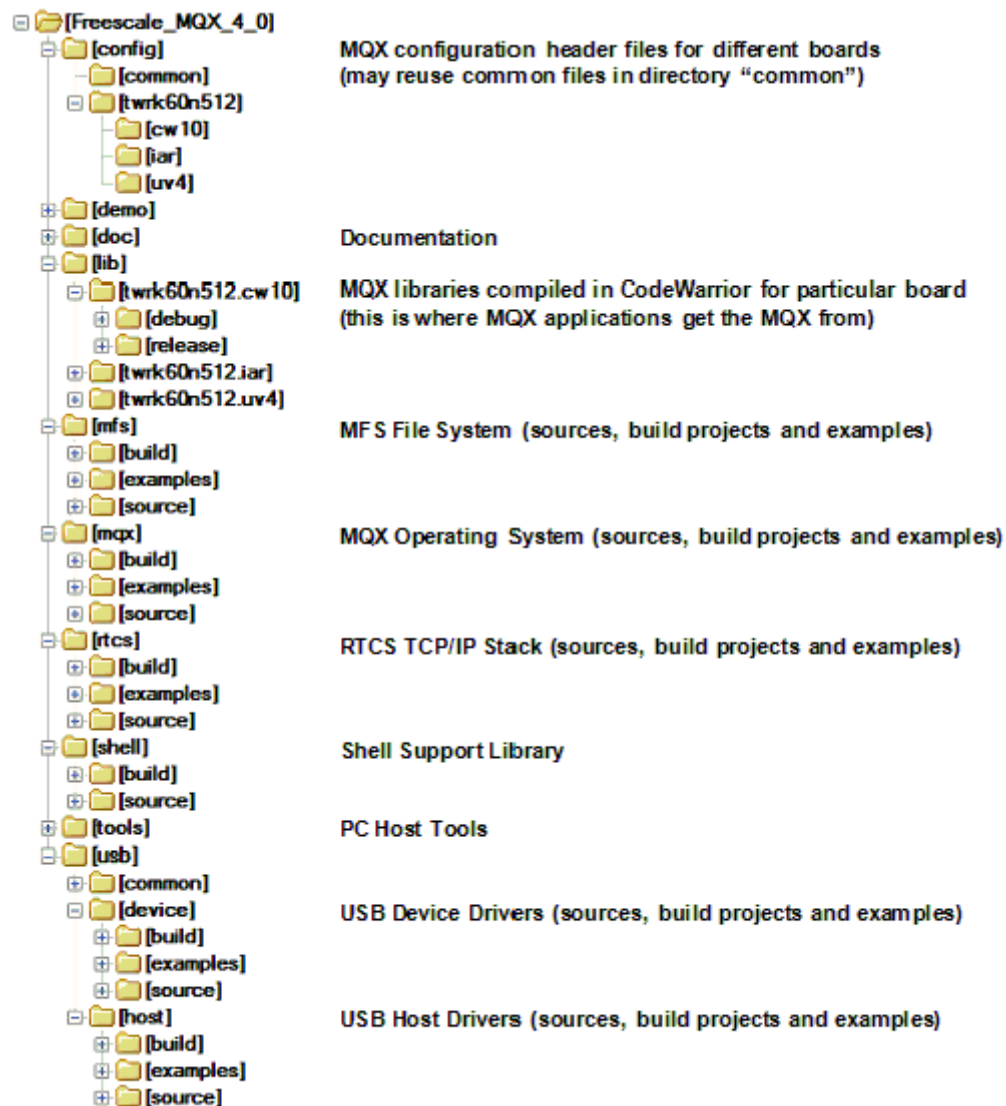 [Freescale_MQX_4_0]
[config] MQX configuration header files for different boards
[common] (may reuse common files in directory “common”)
[twrk60n512]
[cw10]
[iar]
[uv4]
[demo]
[doc] Documentation
[lib]
[twrk60n512.cw10] MQX libraries compiled in CodeWarrior for particular board
[debug] (this is where MQX applications get the MQX from)
[release]
[twrk60n512.iar]
[twrk60n512.uv4]
[mfs] MFS File System (sources, build projects and examples)
[build]
[examples]
[source]
[mqx] MQX Operating System (sources, build projects and examples)
[build]
[examples]
[source]
[rtcs] RTCS TCP/IP Stack (sources, build projects and examples)
[build]
[examples]
[source]
[shell] Shell Support Library
[build]
[source]
[tools] PC Host Tools
[usb]
[common]
[device] USB Device Drivers (sources, build projects and examples)
[build]
[examples]
[source]
[host] USB Host Drivers (sources, build projects and examples)
[build]
[examples]
[source]